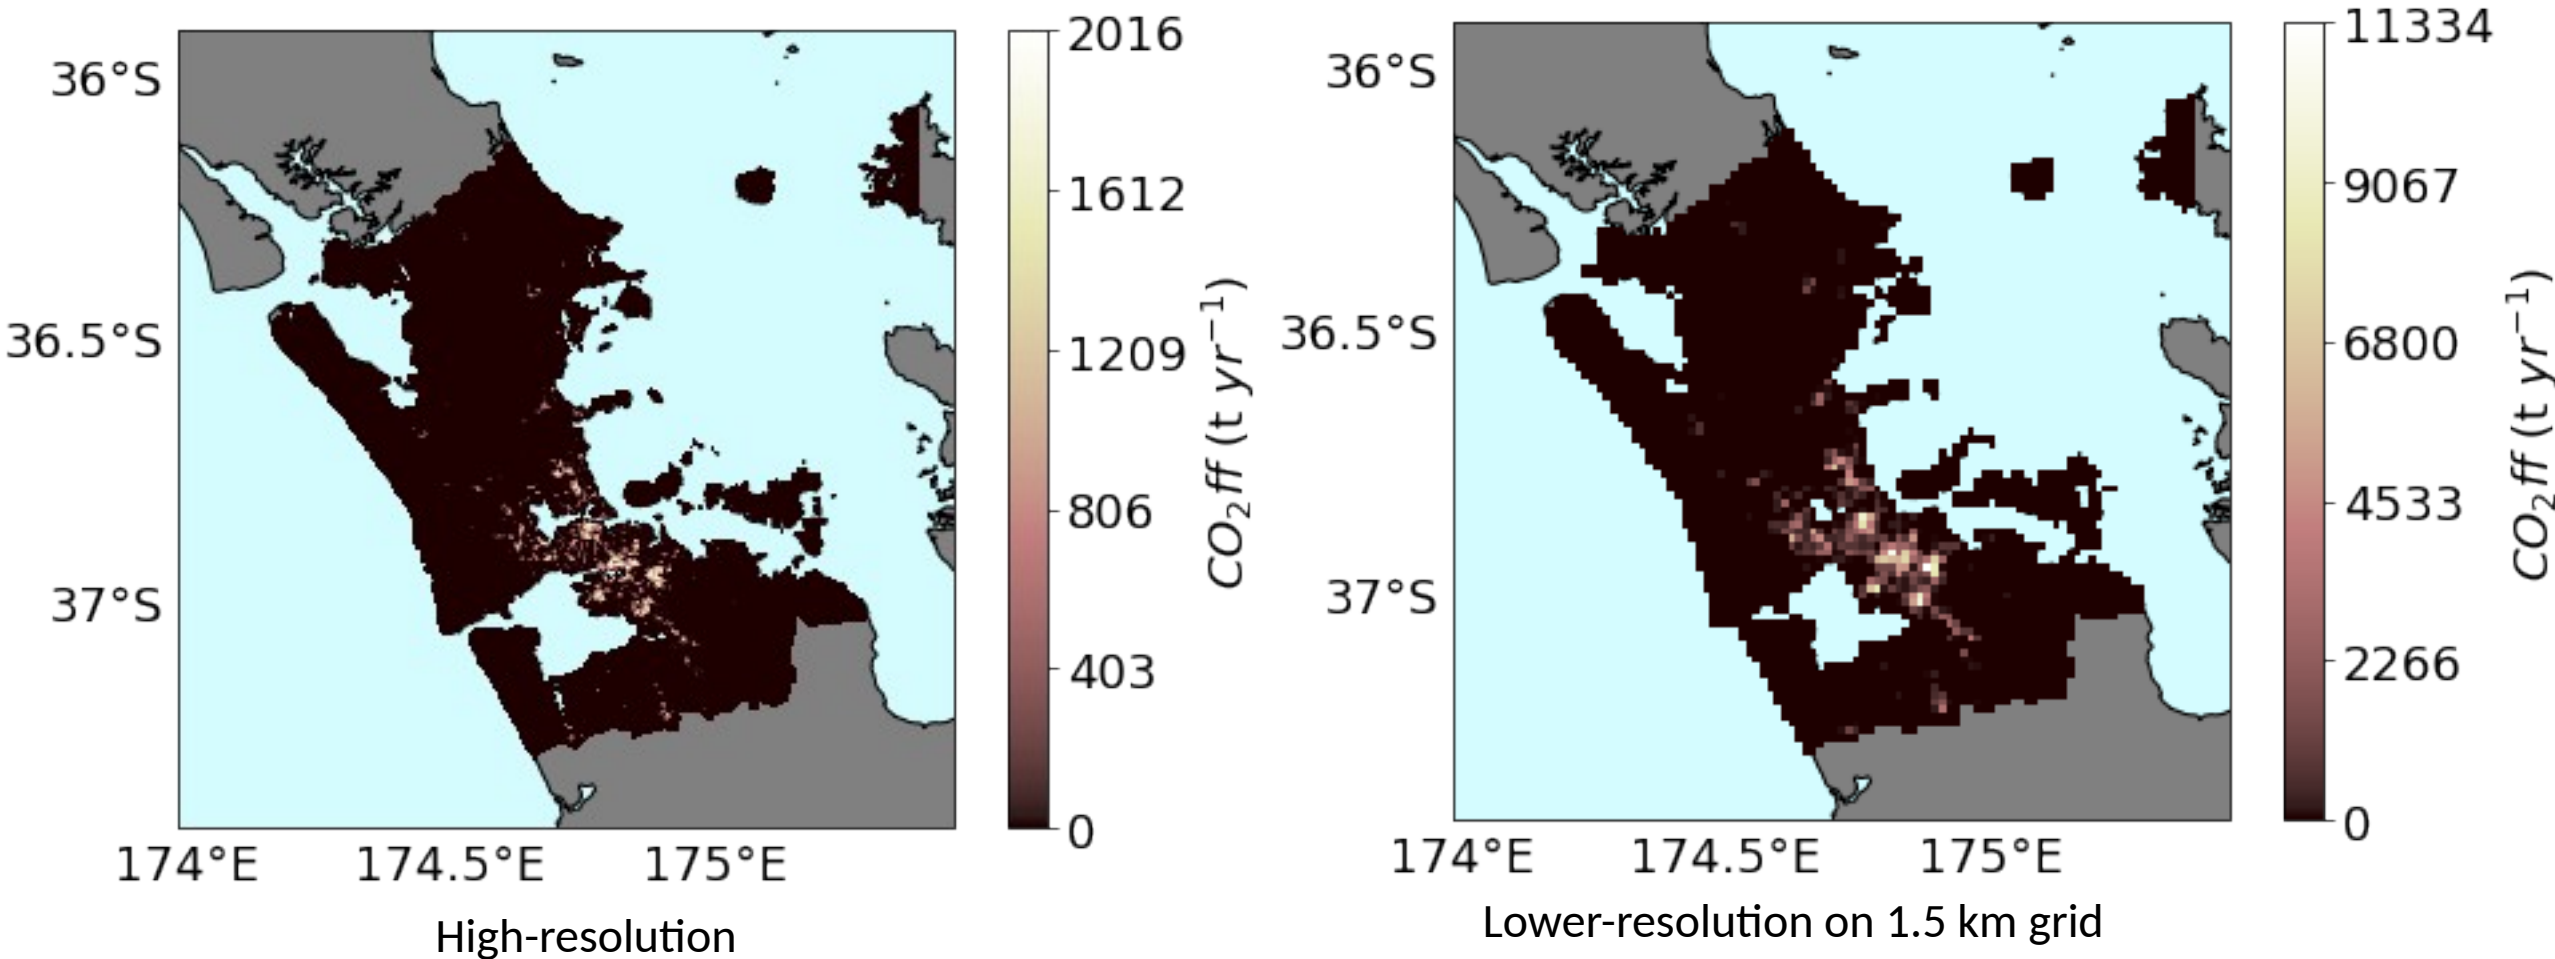 36°S
36.5°S
37°S
174°E 174.5°E 175°E
2016
1612
1209
806
403
0
CO₂ff (t yr⁻¹)
High-resolution
36°S
36.5°S
37°S
174°E 174.5°E 175°E
11334
9067
6800
4533
2266
0
CO₂ff (t yr⁻¹)
Lower-resolution on 1.5 km grid